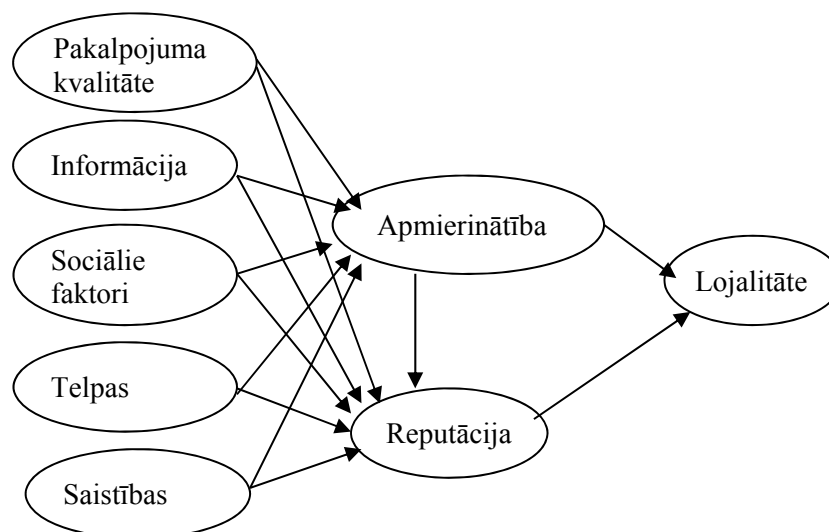 Pakalpojuma
kvalitāte
Informācija
Apmierinātība
Sociālie
faktori
Lojalitāte
Telpas
Reputācija
Saistības